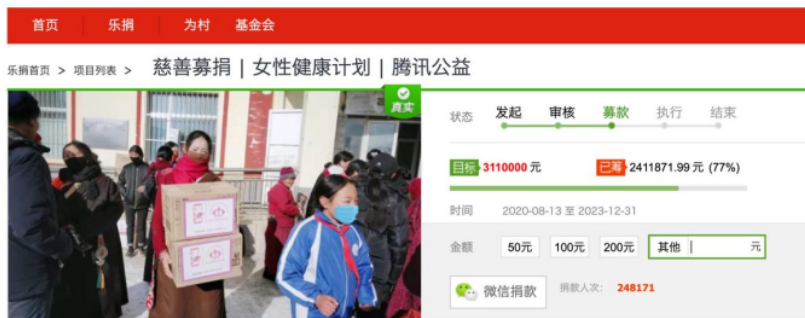 首页 乐捐 为村 基金会
乐捐首页 > 项目列表 > 慈善募捐 | 女性健康计划 | 腾讯公益
真实
状态 发起 审核 募款 执行 结束
目标 3110000 元 已筹 2411871.99 元 (77%)
时间 2020-08-13 至 2023-12-31
金额 50元 100元 200元 其他 元
微信捐款 捐款人次： 248171